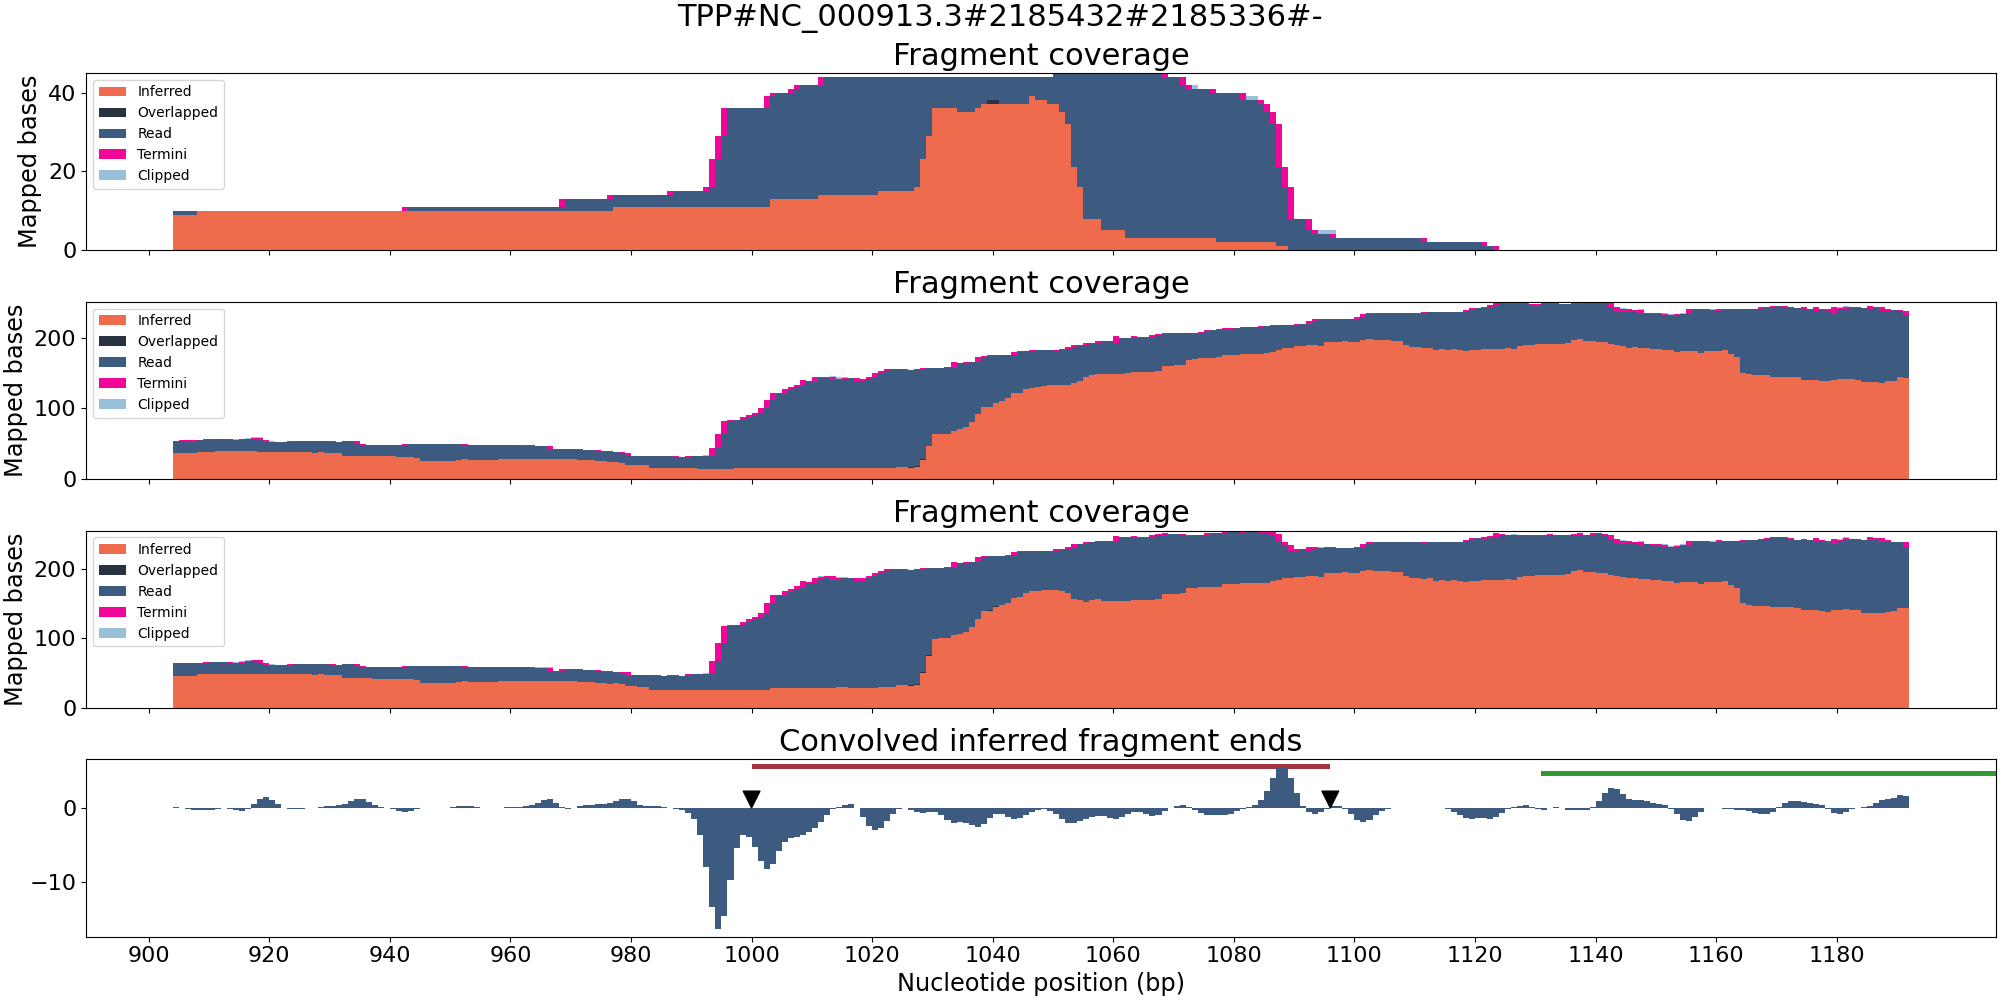 TPP#NC_000913.3#2185432#2185336#-
Fragment coverage
Mapped bases
40
20
0
Inferred
Overlapped
Read
Termini
Clipped
Fragment coverage
Mapped bases
200
100
0
Inferred
Overlapped
Read
Termini
Clipped
Fragment coverage
Mapped bases
200
100
0
Inferred
Overlapped
Read
Termini
Clipped
Convolved inferred fragment ends
0
−10
900 920 940 960 980 1000 1020 1040 1060 1080 1100 1120 1140 1160 1180
Nucleotide position (bp)